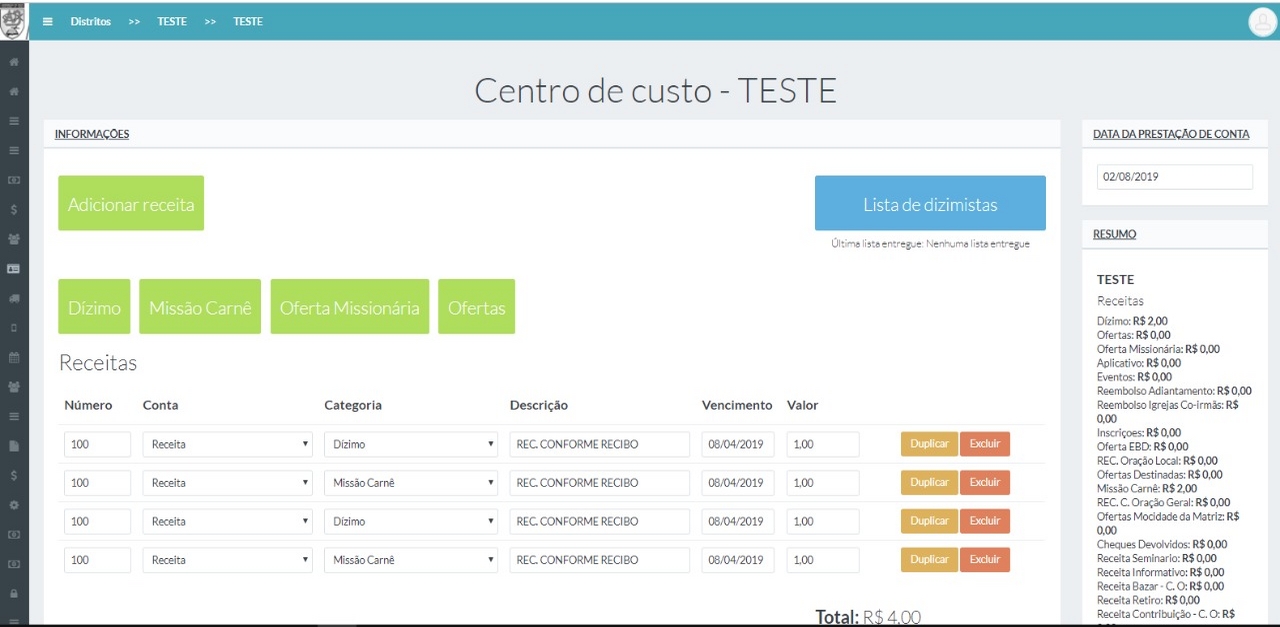 Distritos >> TESTE >> TESTE
Centro de custo - TESTE
INFORMAÇÕES
Adicionar receita
Lista de dizimistas
Última lista entregue: Nenhuma lista entregue
Dízimo Missão Carnê Oferta Missionária Ofertas
Receitas
Número Conta Categoria Descrição Vencimento Valor
100 Receita Dízimo REC. CONFORME RECIBO 08/04/2019 1,00 Duplicar Excluir
100 Receita Missão Carnê REC. CONFORME RECIBO 08/04/2019 1,00 Duplicar Excluir
100 Receita Dízimo REC. CONFORME RECIBO 08/04/2019 1,00 Duplicar Excluir
100 Receita Missão Carnê REC. CONFORME RECIBO 08/04/2019 1,00 Duplicar Excluir
Total: R$ 4,00
DATA DA PRESTAÇÃO DE CONTA
02/08/2019
RESUMO
TESTE
Receitas
Dízimo: R$ 2,00
Ofertas: R$ 0,00
Oferta Missionária: R$ 0,00
Aplicativo: R$ 0,00
Eventos: R$ 0,00
Reembolso Adiantamento: R$ 0,00
Reembolso Igrejas Co-irmãs: R$
0,00
Inscriçoes: R$ 0,00
Oferta EBD: R$ 0,00
REC. Oração Local: R$ 0,00
Ofertas Destinadas: R$ 0,00
Missão Carnê: R$ 2,00
REC. C. Oração Geral: R$ 0,00
Ofertas Mocidade da Matriz: R$
0,00
Cheques Devolvidos: R$ 0,00
Receita Seminario: R$ 0,00
Receita Informativo: R$ 0,00
Receita Bazar - C. O: R$ 0,00
Receita Retiro: R$ 0,00
Receita Contribuição - C. O: R$